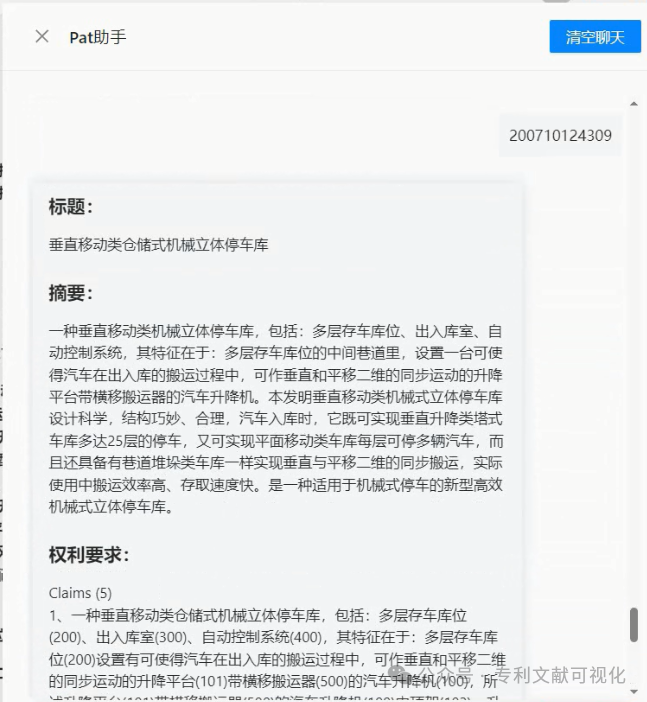 Pat助手
清空聊天
200710124309
标题：
垂直移动类仓储式机械立体停车库
摘要：
一种垂直移动类机械立体停车库，包括：多层存车库位、出入库室、自
动控制系统，其特征在于：多层存车库位的中间巷道里，设置一台可使
得汽车在出入库的搬运过程中，可作垂直和平移二维的同步运动的升降
平台带横移搬运器的汽车升降机。本发明垂直移动类机械式立体停车库
设计科学，结构巧妙、合理，汽车入库时，它既可实现垂直升降类塔式
车库多达25层的停车，又可实现平面移动类车库每层可停多辆汽车，而
且还具备有巷道堆垛类车库一样实现垂直与平移二维的同步搬运，实际
使用中搬运效率高、存取速度快。是一种适用于机械式停车的新型高效
机械式立体停车库。
权利要求：
Claims (5)
1、一种垂直移动类仓储式机械立体停车库，包括：多层存车库位
(200)、出入库室(300)、自动控制系统(400)，其特征在于：多层存车库
位(200)设置有可使得汽车在出入库的搬运过程中，可作垂直和平移二维
的同步运动的升降平台(101)带横移搬运器(500)的汽车升降机(100)，所
公众号 · 专利文献可视化